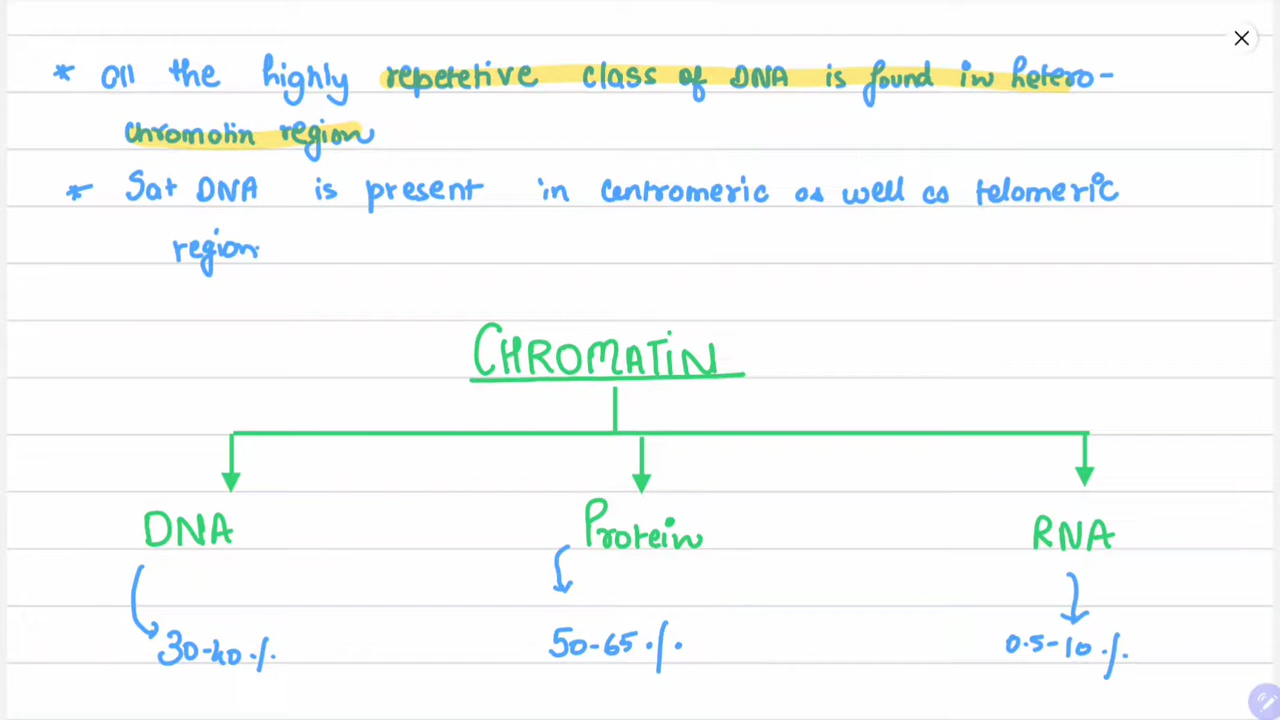 * All the highly repetetive class of DNA is found in hetero-
chromatin region
* Sat DNA is present in centromeric as well as telomeric
region.
CHROMATIN
DNA Protein RNA
30-40% 50-65% 0.5-10%